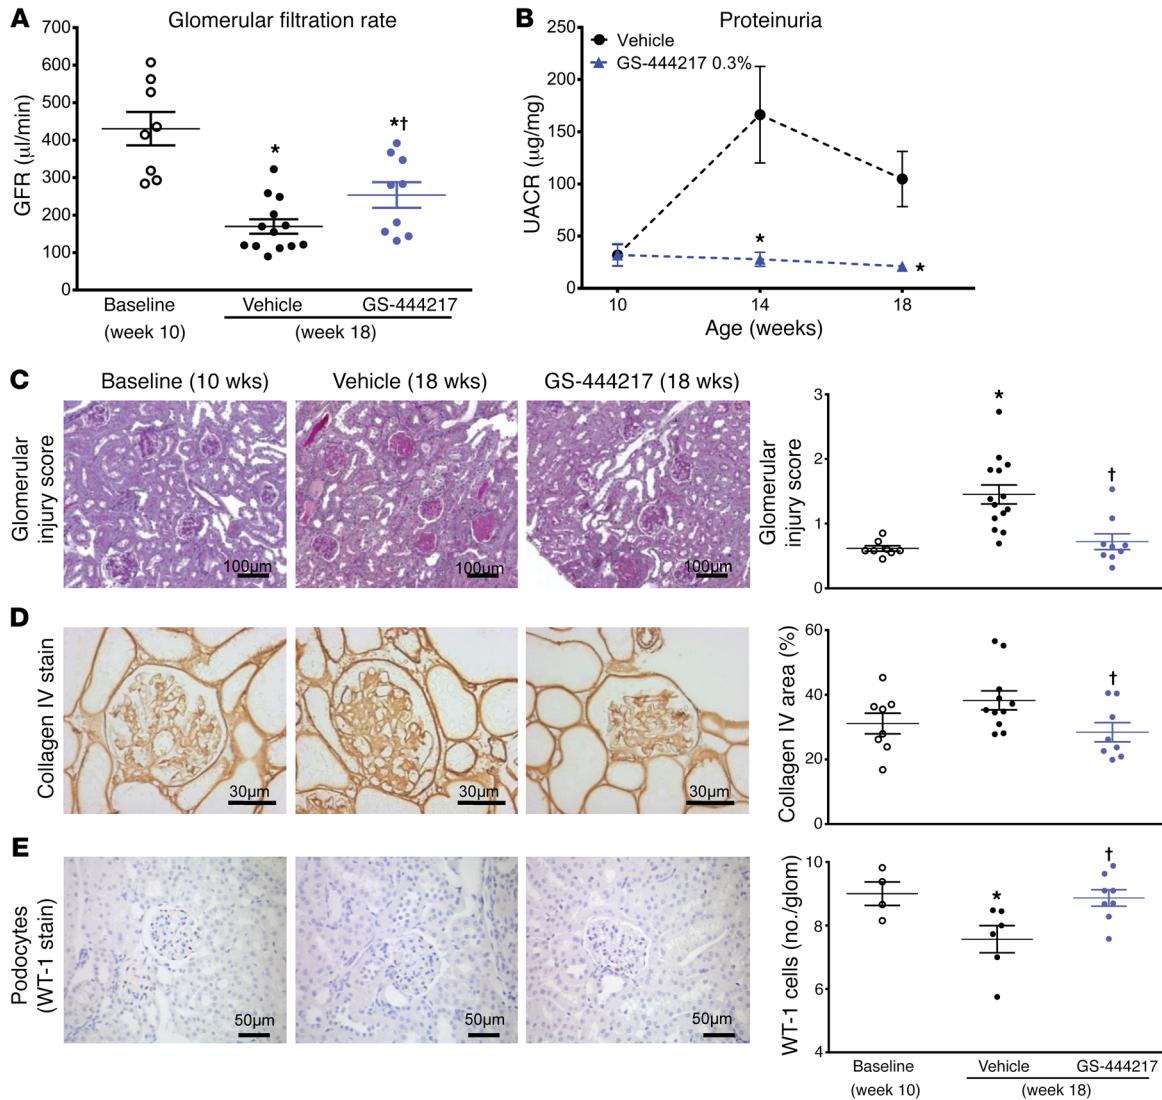 A
Glomerular filtration rate
GFR (µl/min)
700
600
500
400
300
200
100
0
*
*†
Baseline
Vehicle
GS-444217
(week 10)
(week 18)
B
Proteinuria
Vehicle
GS-444217 0.3%
UACR (µg/mg)
250
200
150
100
50
0
*
*
10
14
18
Age (weeks)
C
Baseline (10 wks)
Vehicle (18 wks)
GS-444217 (18 wks)
Glomerular
injury score
100µm
100µm
100µm
Glomerular
injury score
3
2
1
0
*
†
D
Collagen IV stain
30µm
30µm
30µm
Collagen IV area (%)
60
40
20
0
†
E
Podocytes
(WT-1 stain)
50µm
50µm
50µm
WT-1 cells (no./glom)
10
8
6
4
*
†
Baseline
Vehicle
GS-444217
(week 10)
(week 18)